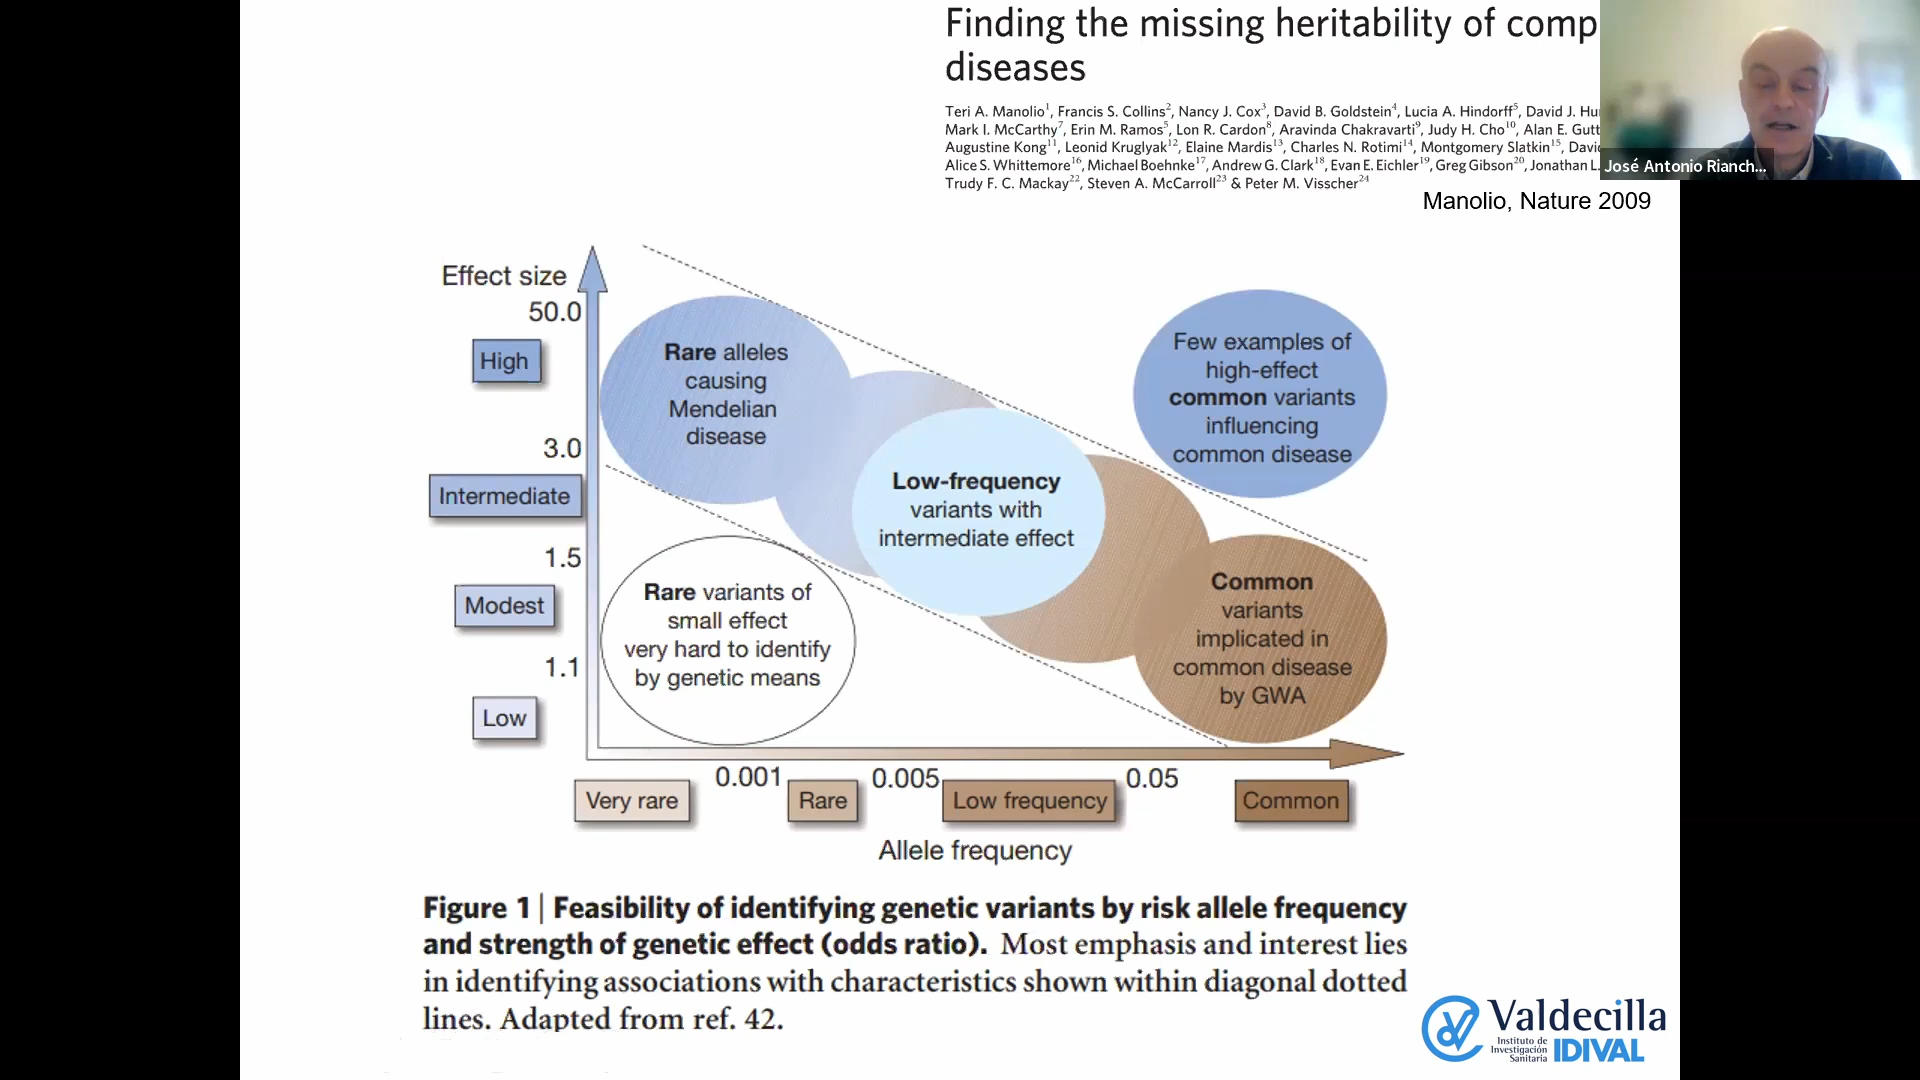 Finding the missing heritability of comp
diseases
Teri A. Manolio1, Francis S. Collins2, Nancy J. Cox3, David B. Goldstein4, Lucia A. Hindorff5, David J. Hu
Mark I. McCarthy7, Erin M. Ramos5, Lon R. Cardon8, Aravinda Chakravarti9, Judy H. Cho10, Alan E. Gutt
Augustine Kong11, Leonid Kruglyak12, Elaine Mardis13, Charles N. Rotimi14, Montgomery Slatkin15, Davi
Alice S. Whittemore16, Michael Boehnke17, Andrew G. Clark18, Evan E. Eichler19, Greg Gibson20, Jonathan L.
Trudy F. C. Mackay22, Steven A. McCarroll23 & Peter M. Visscher24
José Antonio Rianch...
Manolio, Nature 2009
Effect size
50.0
High
3.0
Intermediate
1.5
Modest
1.1
Low
Rare alleles
causing
Mendelian
disease
Few examples of
high-effect
common variants
influencing
common disease
Low-frequency
variants with
intermediate effect
Rare variants of
small effect
very hard to identify
by genetic means
Common
variants
implicated in
common disease
by GWA
0.001
0.005
0.05
Very rare
Rare
Low frequency
Common
Allele frequency
Figure 1 | Feasibility of identifying genetic variants by risk allele frequency
and strength of genetic effect (odds ratio). Most emphasis and interest lies
in identifying associations with characteristics shown within diagonal dotted
lines. Adapted from ref. 42.
Valdecilla
Instituto de
Investigación
Sanitaria
IDIVAL